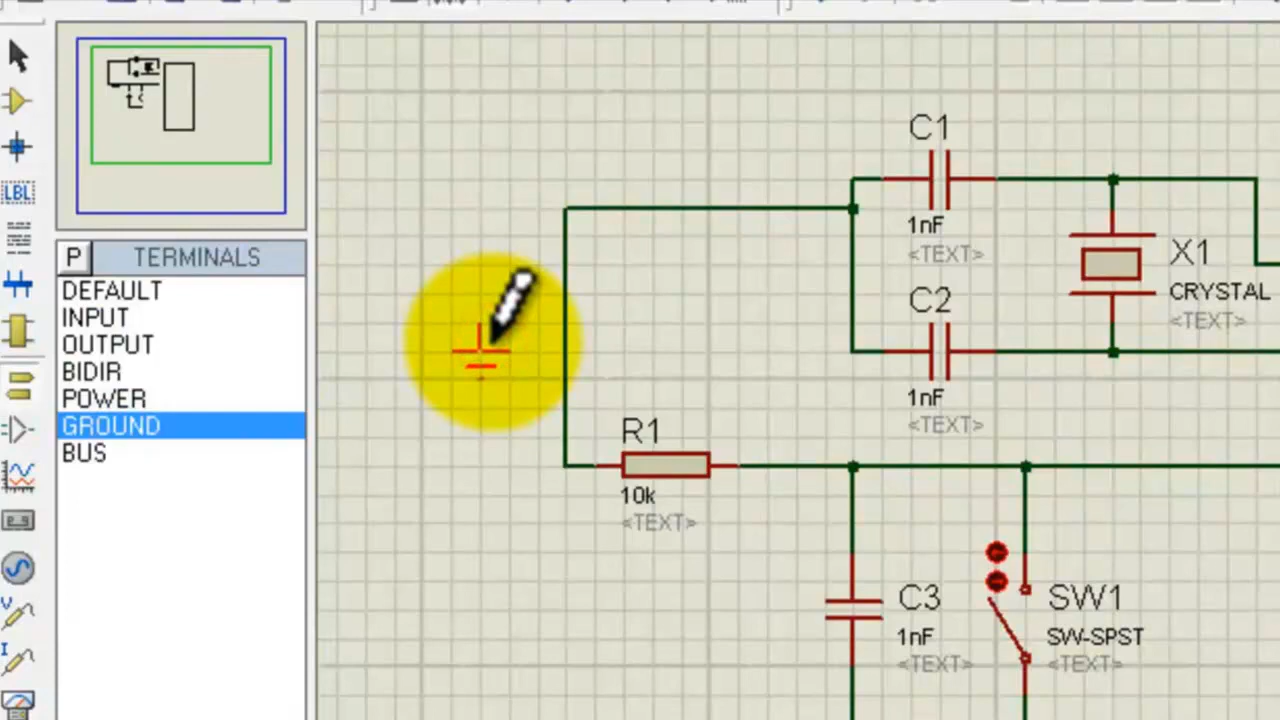 LBL
P TERMINALS
DEFAULT
INPUT
OUTPUT
BIDIR
POWER
GROUND
BUS
V
I
C1
1nF
<TEXT>
X1
CRYSTAL
<TEXT>
C2
1nF
<TEXT>
R1
10k
<TEXT>
C3
1nF
<TEXT>
SW1
SW-SPST
<TEXT>